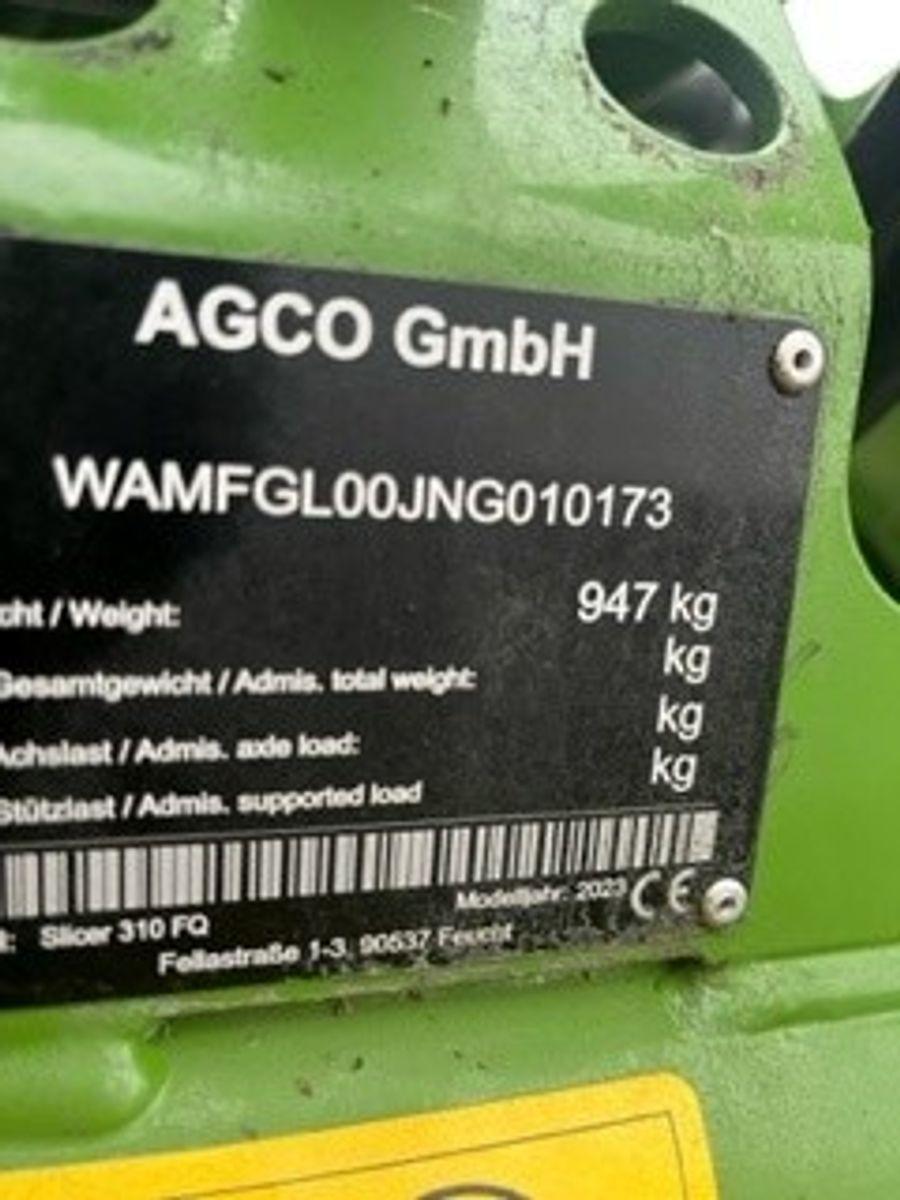 AGCO GmbH
WAMFGL00JNG010173
cht / Weight: 947 kg
Gesamtgewicht / Admis. total weight: kg
Achslast / Admis. axle load: kg
Stützlast / Admis. supported load kg
Modelljahr: 2023 CE
t: Slicer 310 FQ
Fellastraße 1-3, 90537 Feucht